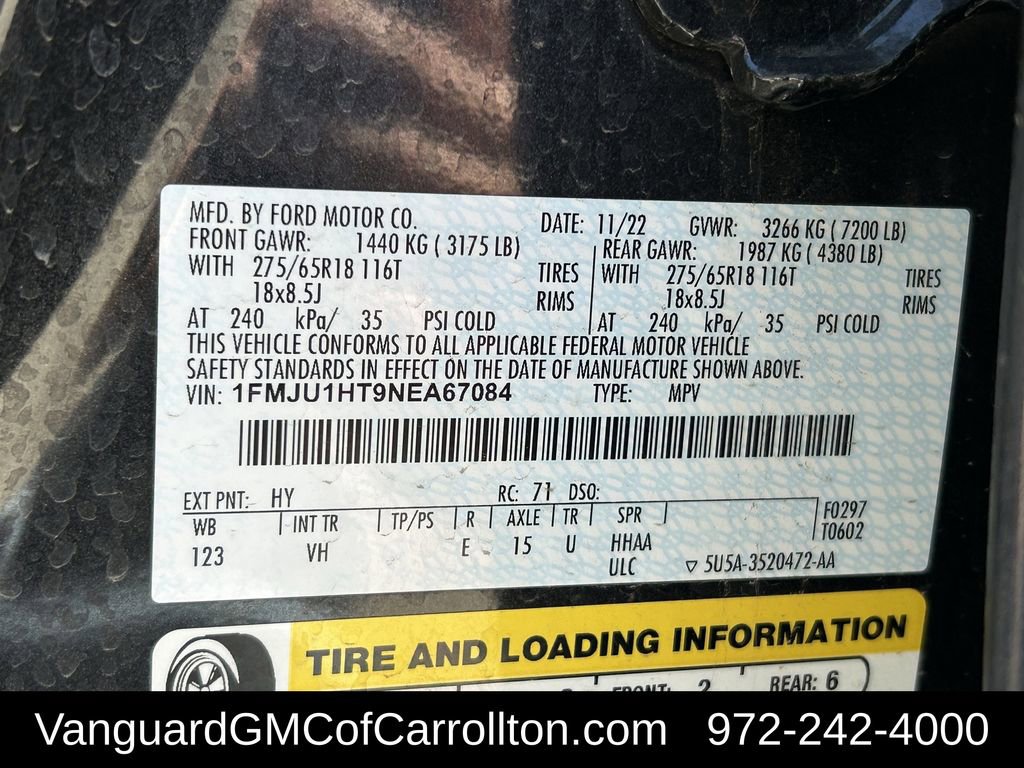 MFD. BY FORD MOTOR CO. DATE: 11/22 GVWR: 3266 KG ( 7200 LB)
FRONT GAWR: 1440 KG ( 3175 LB) REAR GAWR: 1987 KG ( 4380 LB)
WITH 275/65R18 116T TIRES WITH 275/65R18 116T TIRES
18x8.5J RIMS 18x8.5J RIMS
AT 240 kPa/ 35 PSI COLD AT 240 kPa/ 35 PSI COLD
THIS VEHICLE CONFORMS TO ALL APPLICABLE FEDERAL MOTOR VEHICLE
SAFETY STANDARDS IN EFFECT ON THE DATE OF MANUFACTURE SHOWN ABOVE.
VIN: 1FMJU1HT9NEA67084 TYPE: MPV
EXT PNT: HY RC: 71 DSO:
WB INT TR TP/PS R AXLE TR SPR F0297
123 VH E 15 U HHAA T0602
ULC ▽ 5U5A-3520472-AA
TIRE AND LOADING INFORMATION
FRONT: 2 REAR: 6
VanguardGMCofCarrollton.com 972-242-4000